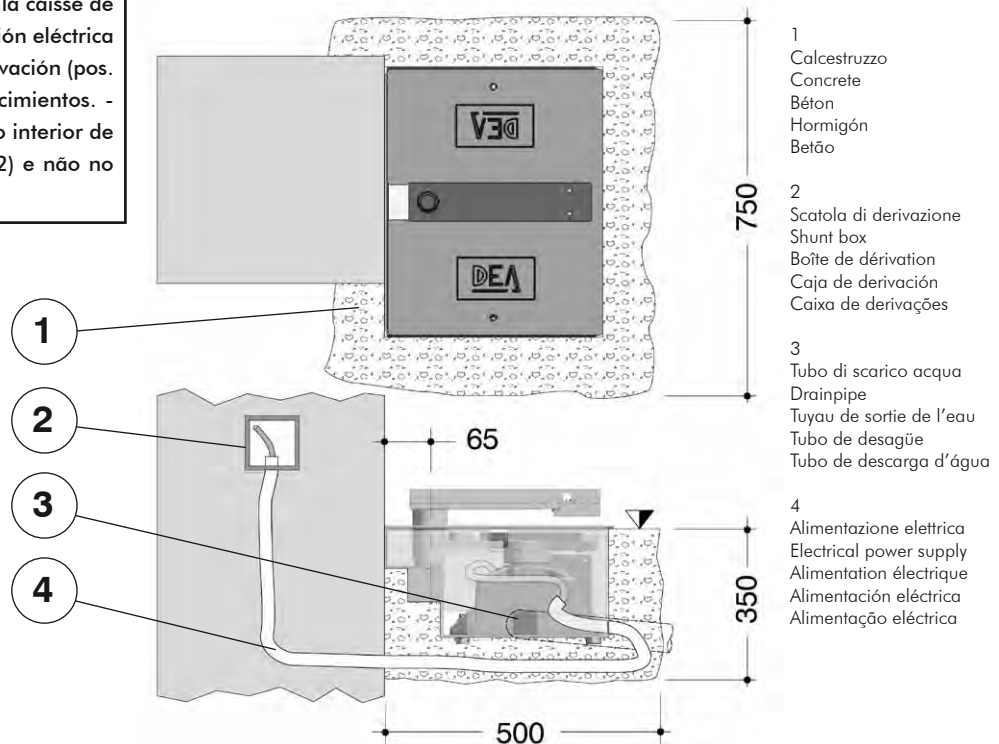 la caisse de
ión eléctrica
vación (pos.
cimientos. -
o interior de
2) e não no
DEA
DEA
750
1
2
3
4
65
350
500
1
Calcestruzzo
Concrete
Béton
Hormigón
Betão
2
Scatola di derivazione
Shunt box
Boîte de dérivation
Caja de derivación
Caixa de derivações
3
Tubo di scarico acqua
Drainpipe
Tuyau de sortie de l'eau
Tubo de desagüe
Tubo de descarga d'água
4
Alimentazione elettrica
Electrical power supply
Alimentation électrique
Alimentación eléctrica
Alimentação eléctrica